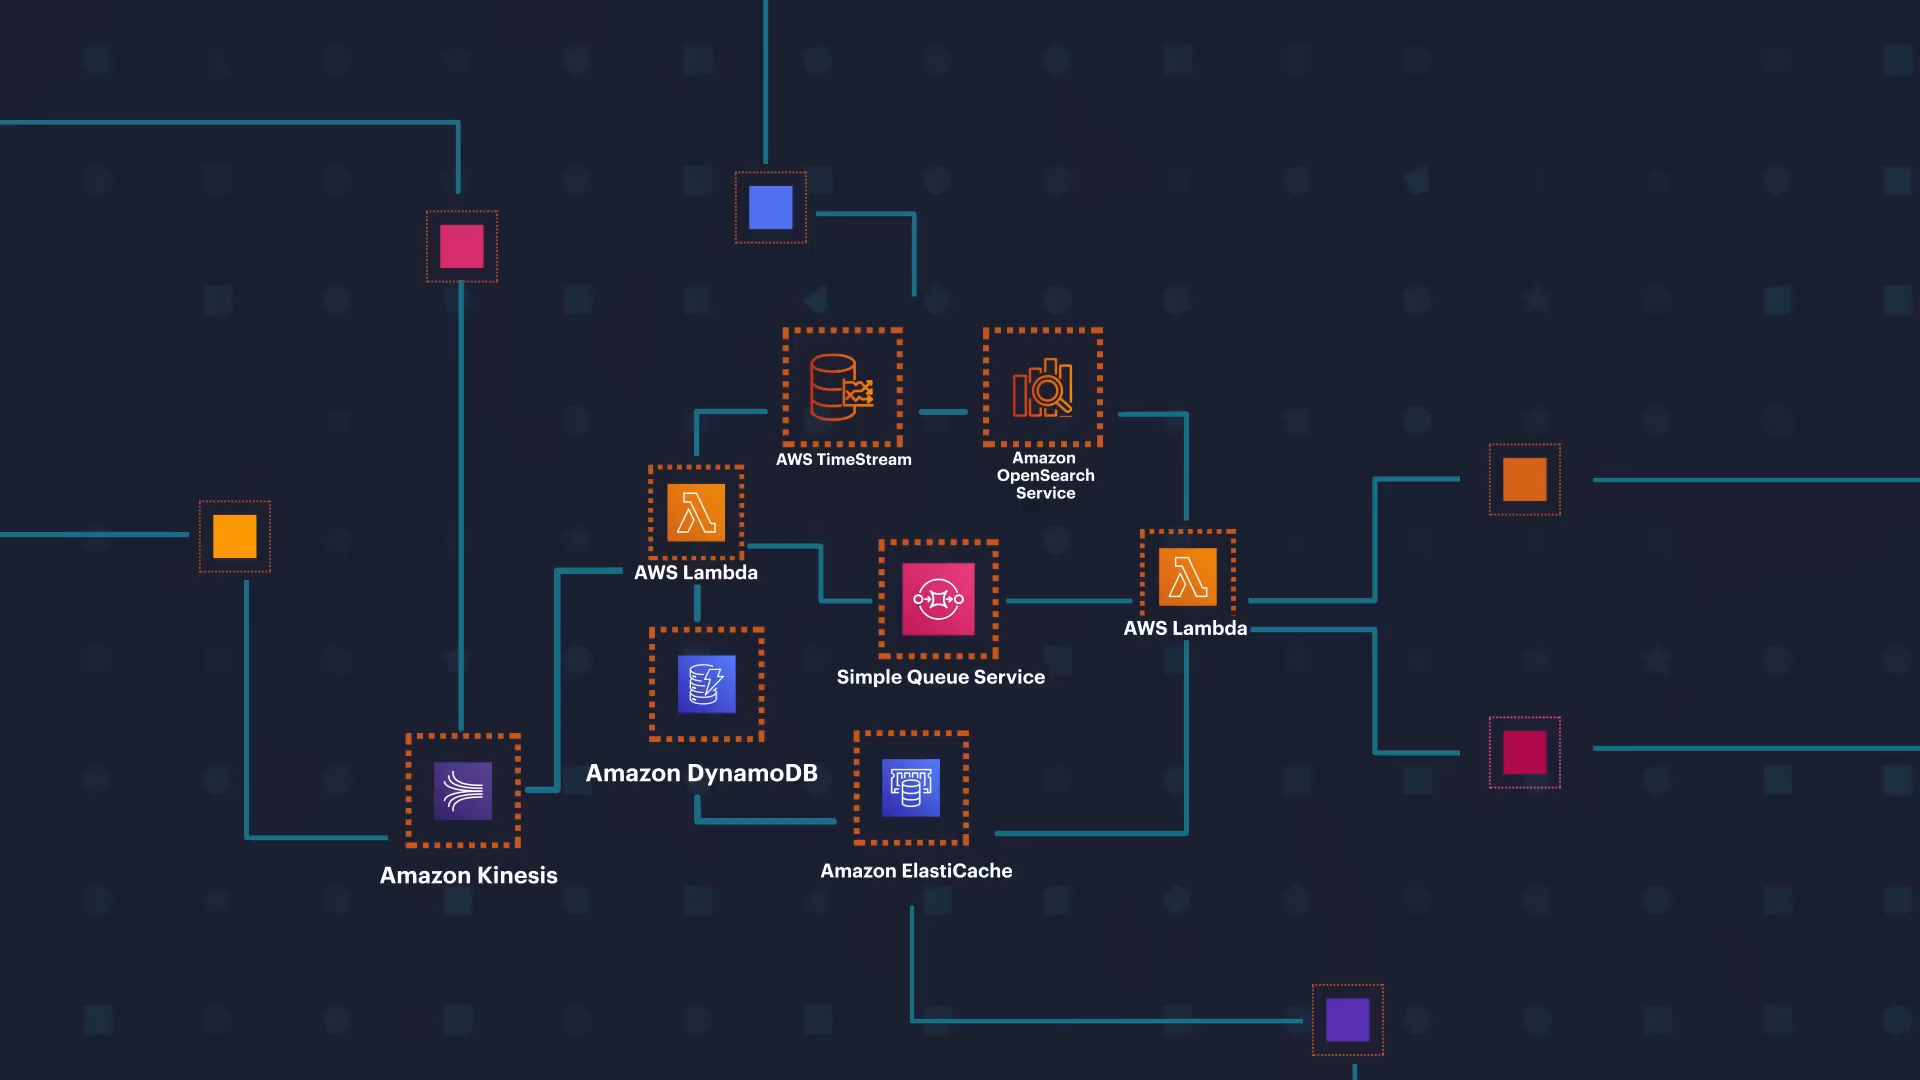 AWS TimeStream
Amazon
OpenSearch
Service
AWS Lambda
AWS Lambda
Simple Queue Service
Amazon DynamoDB
Amazon ElastiCache
Amazon Kinesis